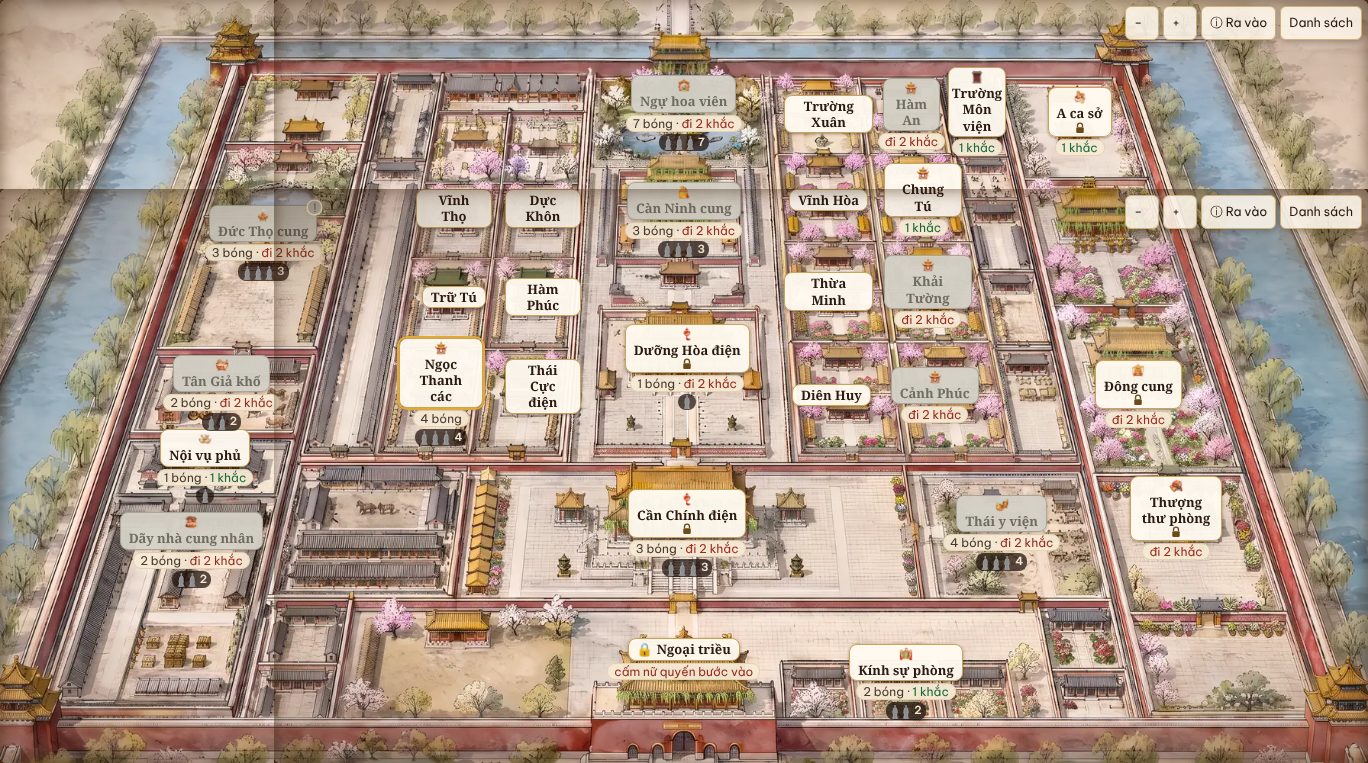 -
+
ⓘ Ra vào
Danh sách
Ngự hoa viên
7 bóng · đi 2 khắc
7
Trường
Xuân
Hàm
An
đi 2 khắc
Trường
Môn
viện
1 khắc
A ca sở
1 khắc
Đức Thọ cung
3 bóng · đi 2 khắc
3
Vĩnh
Thọ
Dực
Khôn
Càn Ninh cung
3 bóng · đi 2 khắc
3
Vĩnh Hòa
Chung
Tú
1 khắc
-
+
ⓘ Ra vào
Danh sách
Trữ Tú
Hàm
Phúc
Thừa
Minh
Khải
Tường
đi 2 khắc
Tân Giả khố
2 bóng · đi 2 khắc
2
Ngọc
Thanh
các
4 bóng
4
Thái
Cực
điện
Dưỡng Hòa điện
1 bóng · đi 2 khắc
Diên Huy
Cảnh Phúc
đi 2 khắc
Đông cung
đi 2 khắc
Nội vụ phủ
1 bóng · 1 khắc
Dãy nhà cung nhân
2 bóng · đi 2 khắc
2
Cần Chính điện
3 bóng · đi 2 khắc
3
Thái y viện
4 bóng · đi 2 khắc
4
Thượng
thư phòng
đi 2 khắc
Ngoại triều
cấm nữ quyến bước vào
Kính sự phòng
2 bóng · 1 khắc
2